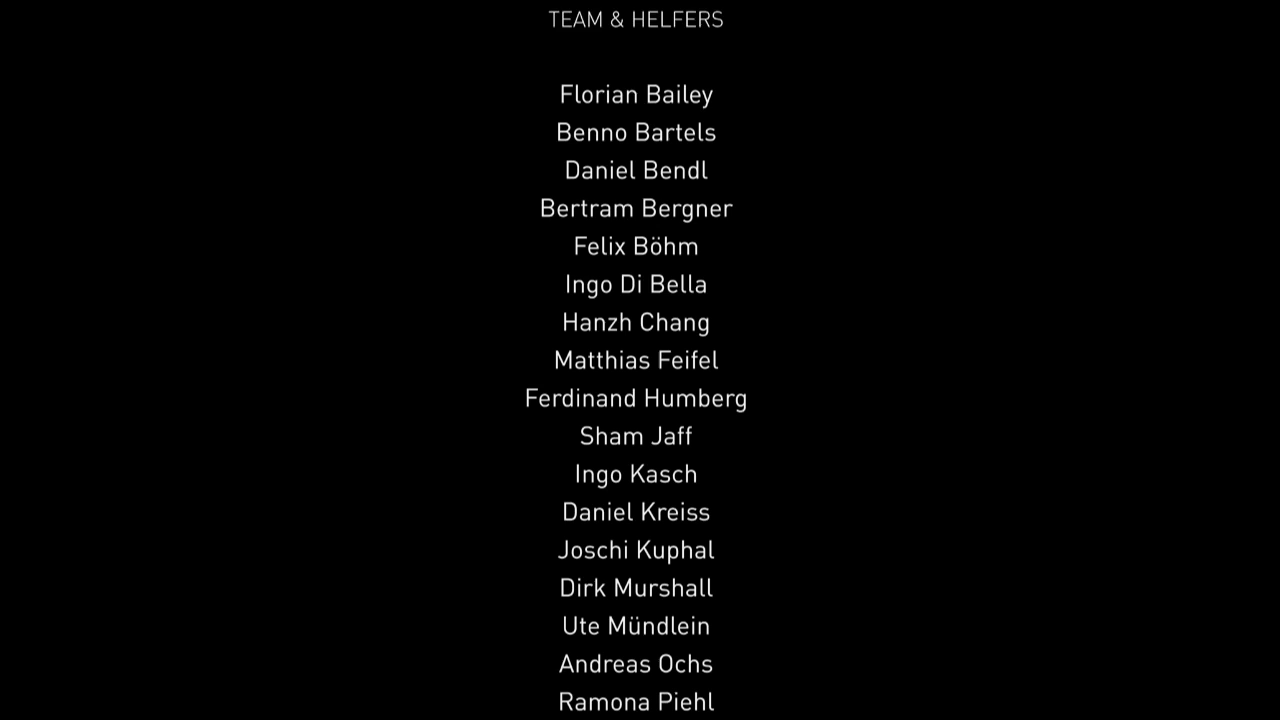 TEAM & HELFERS
Florian Bailey
Benno Bartels
Daniel Bendl
Bertram Bergner
Felix Böhm
Ingo Di Bella
Hanzh Chang
Matthias Feifel
Ferdinand Humberg
Sham Jaff
Ingo Kasch
Daniel Kreiss
Joschi Kuphal
Dirk Murshall
Ute Mündlein
Andreas Ochs
Ramona Piehl